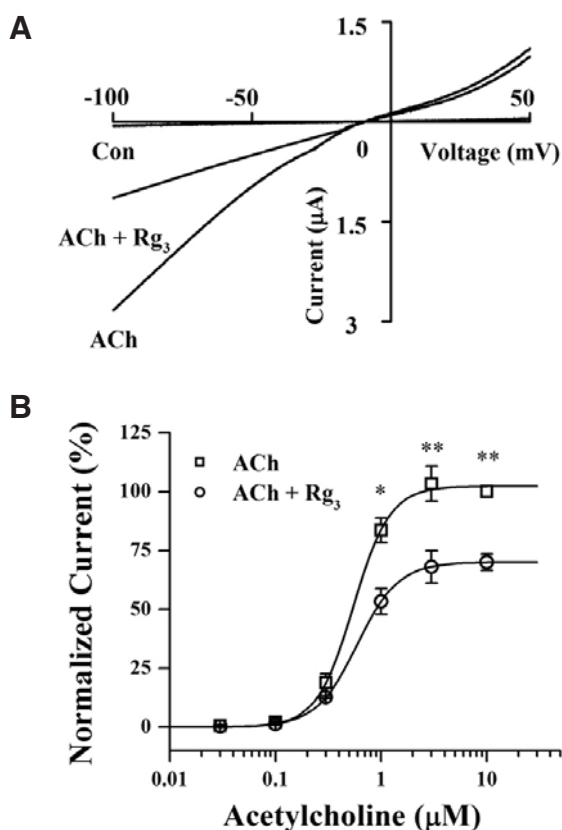 A
1.5
-100
-50
50
Con
0
Voltage (mV)
ACh + Rg3
1.5
Current (μA)
ACh
3
B
Normalized Current (%)
125
100
75
50
25
0
ACh
ACh + Rg3
*
**
**
0.01
0.1
1
10
Acetylcholine (μM)